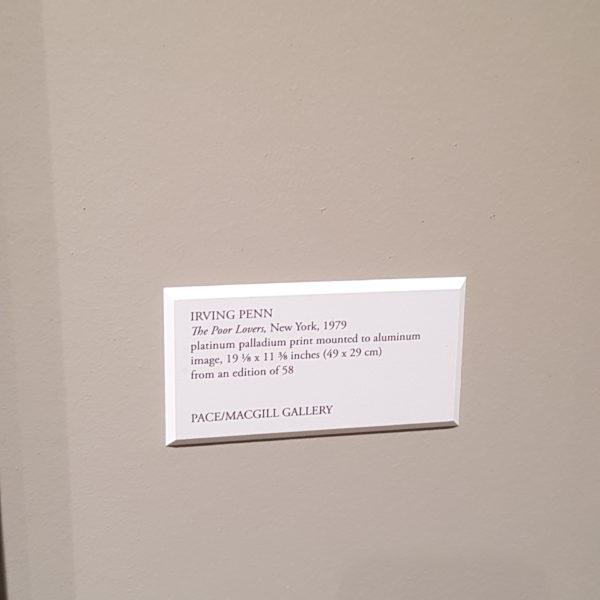 IRVING PENN
The Poor Lovers, New York, 1979
platinum palladium print mounted to aluminum
image, 19 ⅛ x 11 ⅜ inches (49 x 29 cm)
from an edition of 58
PACE/MACGILL GALLERY